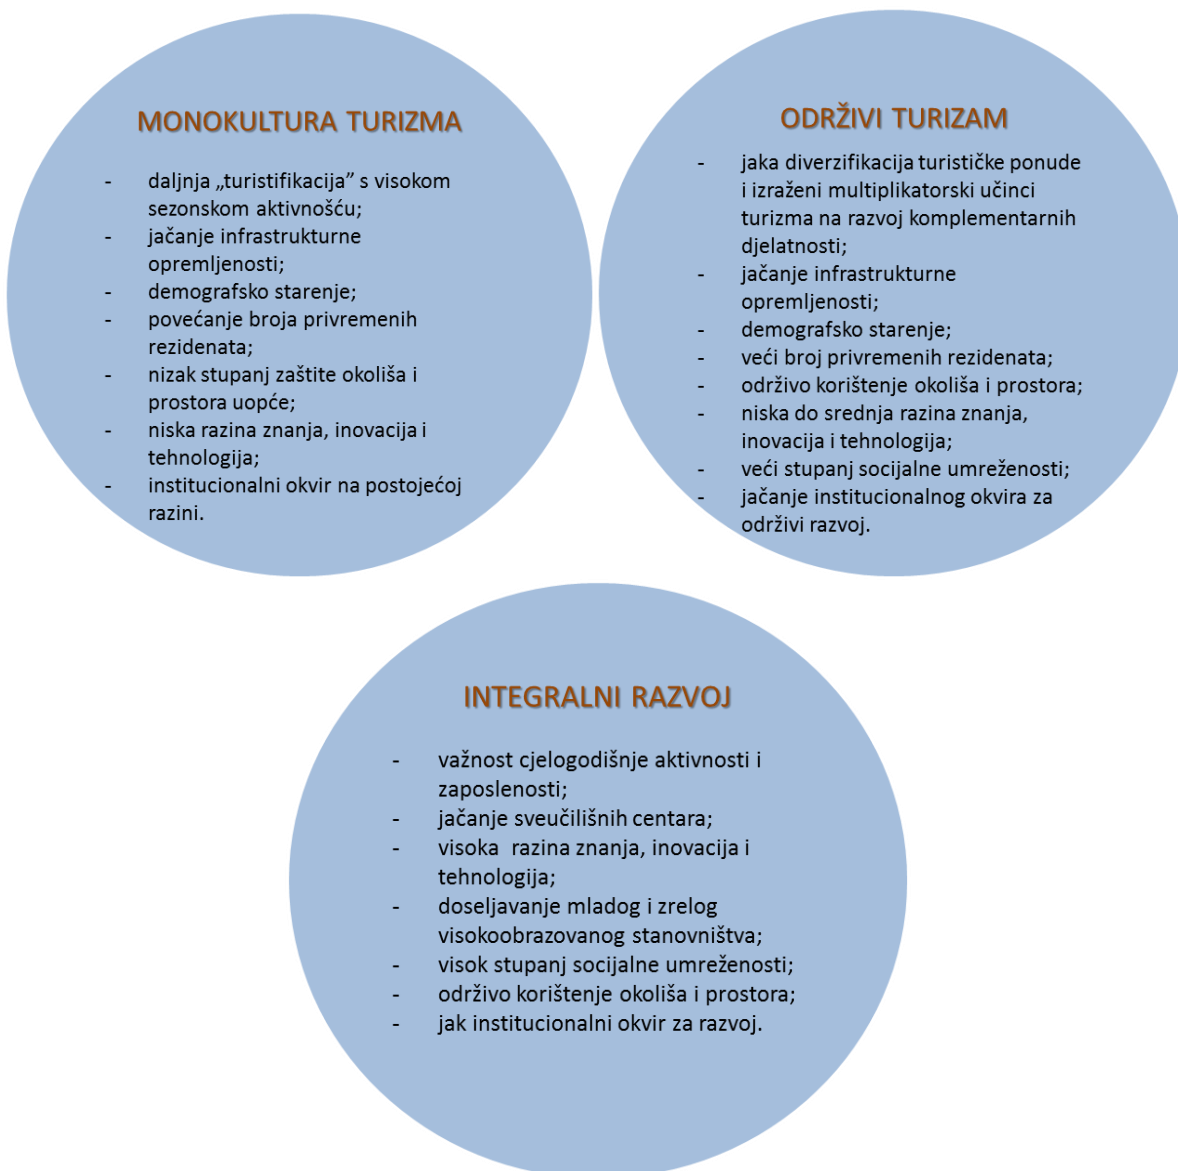 MONOKULTURA TURIZMA
- daljnja „turistifikacija” s visokom
sezonskom aktivnošću;
- jačanje infrastrukturne
opremljenosti;
- demografsko starenje;
- povećanje broja privremenih
rezidenata;
- nizak stupanj zaštite okoliša i
prostora uopće;
- niska razina znanja, inovacija i
tehnologija;
- institucionalni okvir na postojećoj
razini.
ODRŽIVI TURIZAM
- jaka diverzifikacija turističke ponude
i izraženi multiplikatorski učinci
turizma na razvoj komplementarnih
djelatnosti;
- jačanje infrastrukturne
opremljenosti;
- demografsko starenje;
- veći broj privremenih rezidenata;
- održivo korištenje okoliša i prostora;
- niska do srednja razina znanja,
inovacija i tehnologija;
- veći stupanj socijalne umreženosti;
- jačanje institucionalnog okvira za
održivi razvoj.
INTEGRALNI RAZVOJ
- važnost cjelogodišnje aktivnosti i
zaposlenosti;
- jačanje sveučilišnih centara;
- visoka razina znanja, inovacija i
tehnologija;
- doseljavanje mladog i zrelog
visokoobrazovanog stanovništva;
- visok stupanj socijalne umreženosti;
- održivo korištenje okoliša i prostora;
- jak institucionalni okvir za razvoj.